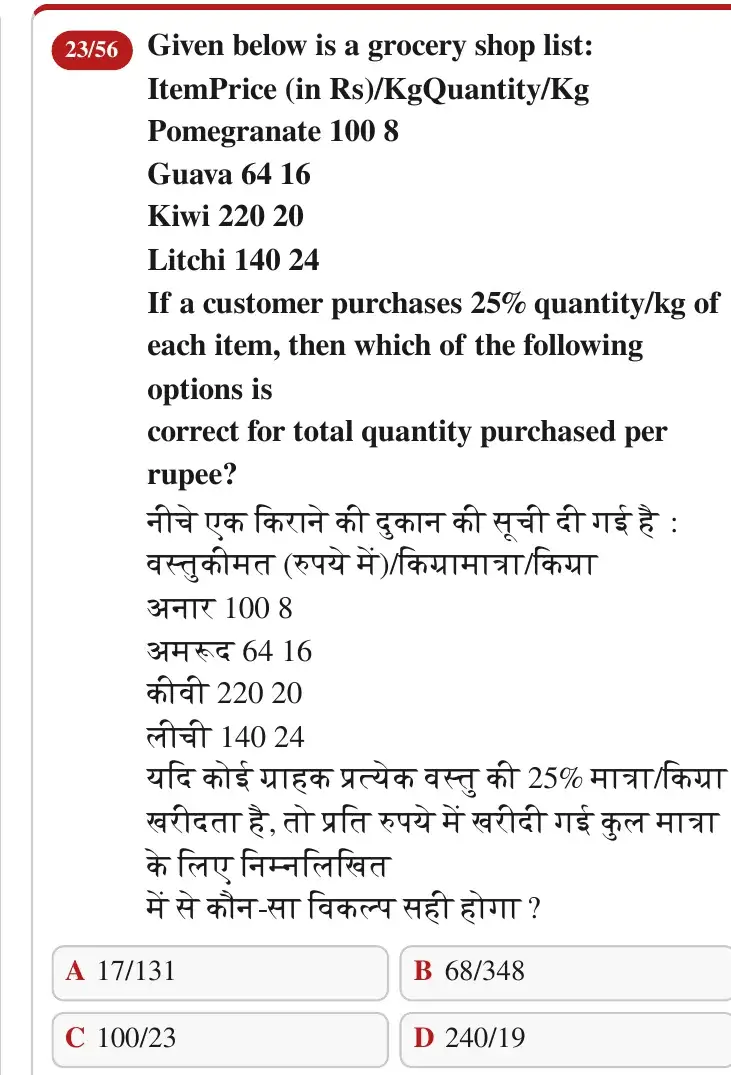 23/56 Given below is a grocery shop list:
ItemPrice (in Rs)/KgQuantity/Kg
Pomegranate 100 8
Guava 64 16
Kiwi 220 20
Litchi 140 24
If a customer purchases 25% quantity/kg of
each item, then which of the following
options is
correct for total quantity purchased per
rupee?
नीचे एक किराने की दुकान की सूची दी गई है :
वस्तुकीमत (रुपये में)/किग्रामात्रा/किग्रा
अनार 100 8
अमरूद 64 16
कीवी 220 20
लीची 140 24
यदि कोई ग्राहक प्रत्येक वस्तु की 25% मात्रा/किग्रा
खरीदता है, तो प्रति रुपये में खरीदी गई कुल मात्रा
के लिए निम्नलिखित
में से कौन-सा विकल्प सही होगा ?
A 17/131
B 68/348
C 100/23
D 240/19